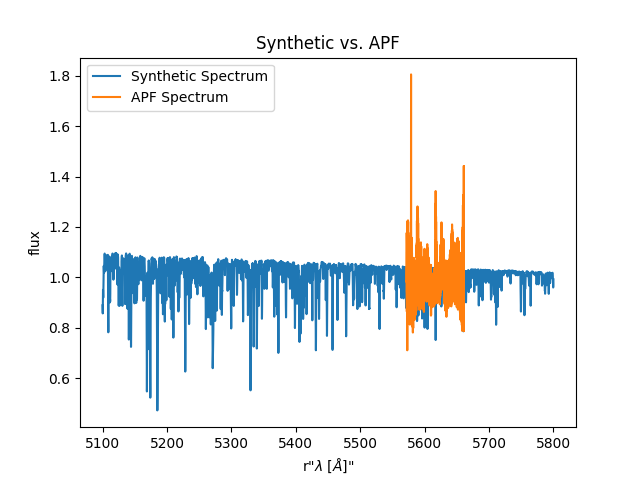 Synthetic vs. APF
Synthetic Spectrum
APF Spectrum
1.8
1.6
1.4
1.2
1.0
0.8
0.6
flux
5100 5200 5300 5400 5500 5600 5700 5800
r"λ [Å]"